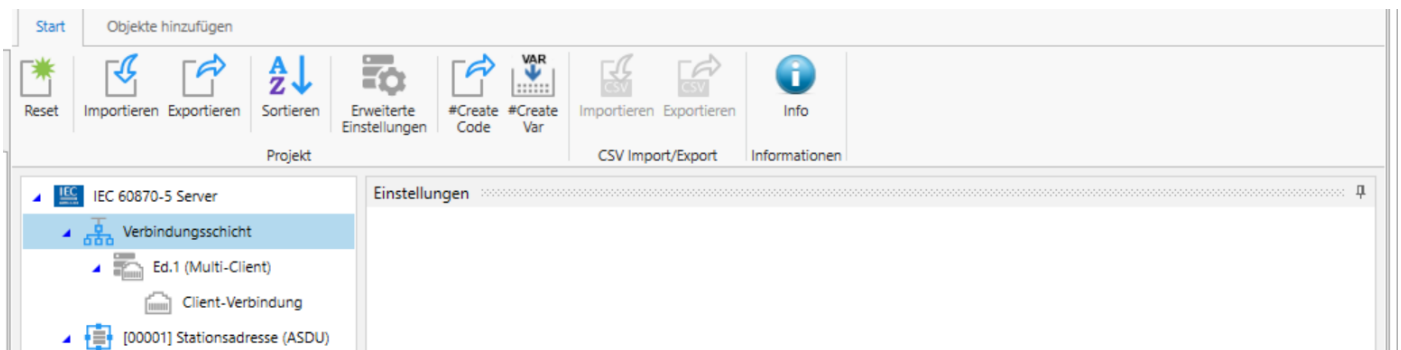 Start Objekte hinzufügen
VAR
CSV CSV
Reset Importieren Exportieren Sortieren Erweiterte #Create #Create Importieren Exportieren Info
Einstellungen Code Var
Projekt CSV Import/Export Informationen
IEC IEC 60870-5 Server Einstellungen
Verbindungsschicht
Ed.1 (Multi-Client)
Client-Verbindung
[00001] Stationsadresse (ASDU)